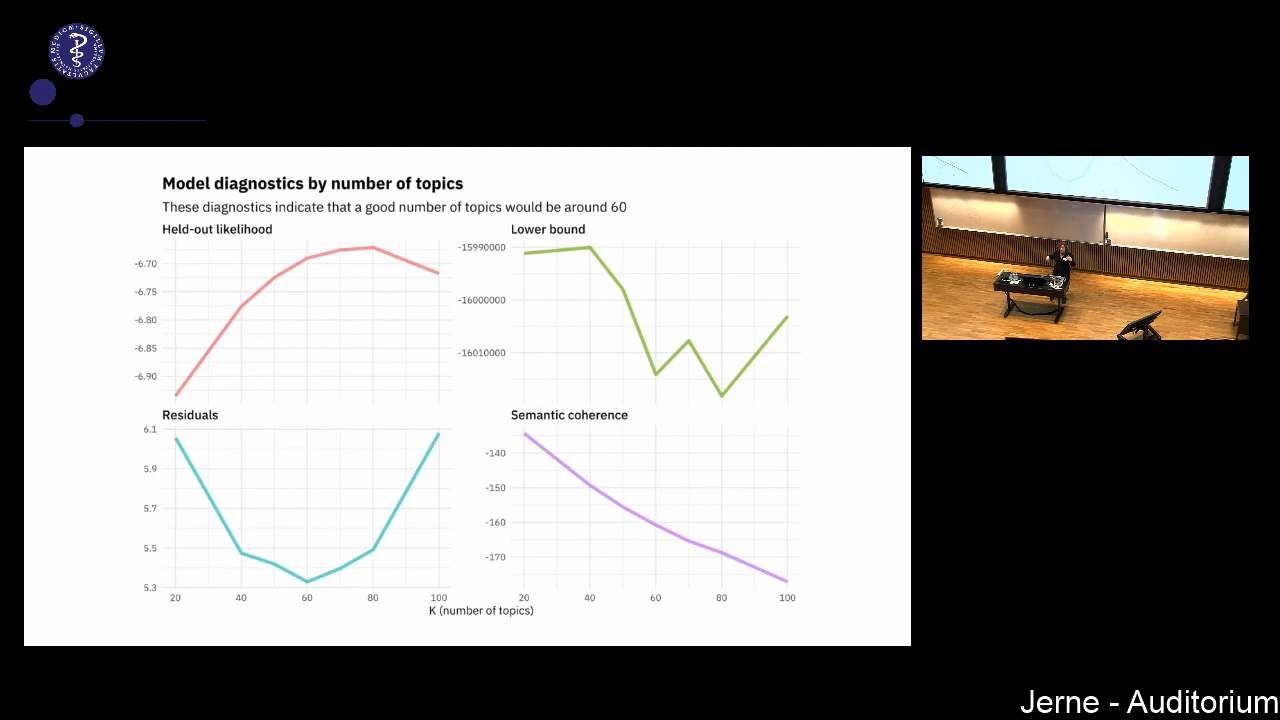 Model diagnostics by number of topics
These diagnostics indicate that a good number of topics would be around 60
Held-out likelihood
-6.70
-6.75
-6.80
-6.85
-6.90
Lower bound
-15990000
-16000000
-16010000
Residuals
6.1
5.9
5.7
5.5
5.3
20 40 60 80 100
Semantic coherence
-140
-150
-160
-170
20 40 60 80 100
K (number of topics)
Jerne - Auditorium